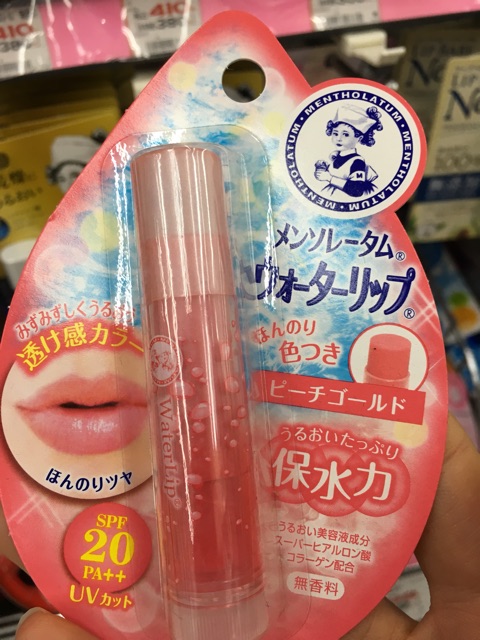 MENTHOLATUM・MENTHOLATUM・MENTHOLATUM
M
メンソレータム®
ウォーターリップ®
ほんのり
色つき
ピーチゴールド
うるおいたっぷり
保水力
うるおい美容液成分
スーパーヒアルロン酸
コラーゲン配合
無香料
みずみずしくうるおう
透け感カラー
ほんのりツヤ
SPF
20
PA++
UVカット
WaterLip